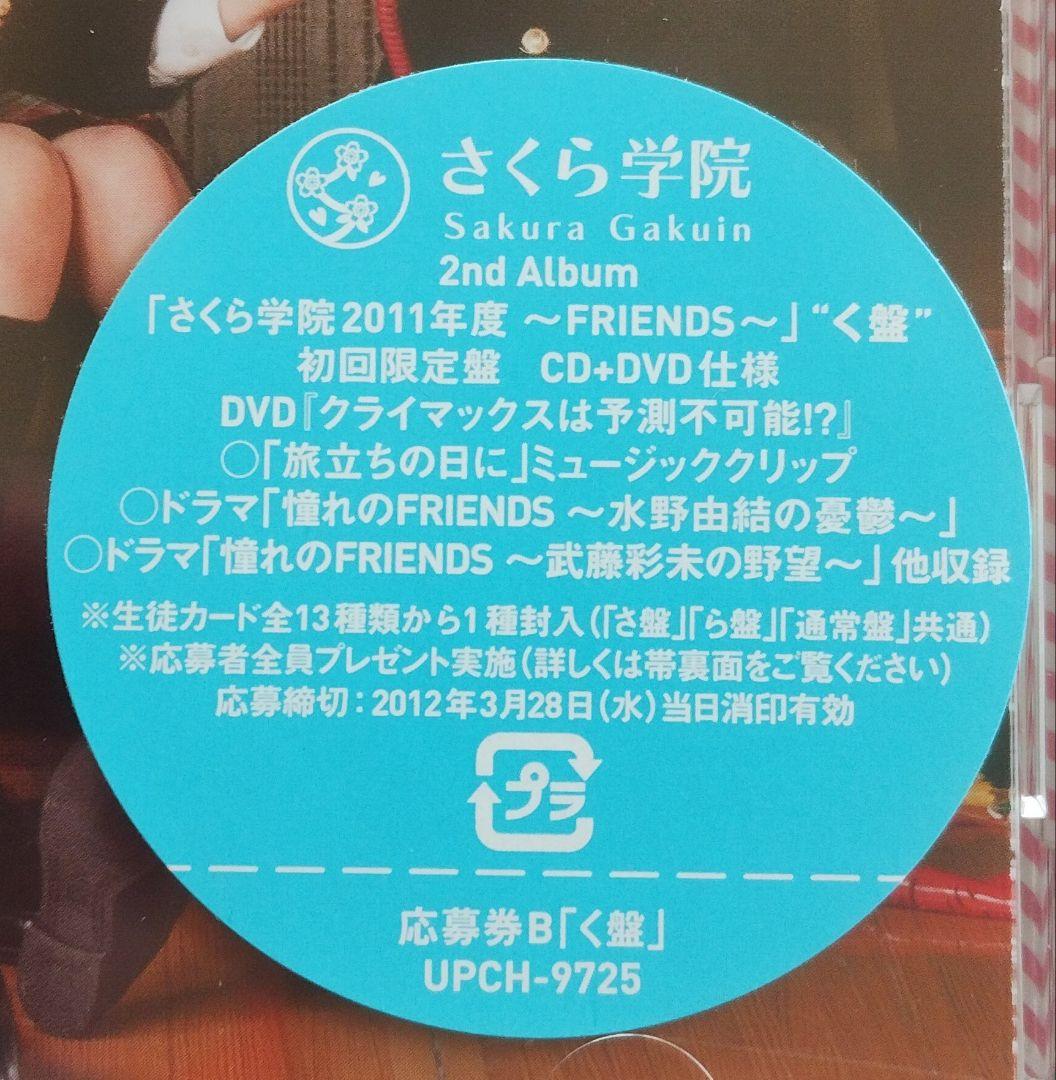 さくら学院
Sakura Gakuin
2nd Album
「さくら学院2011年度 ～FRIENDS～」“く盤”
初回限定盤　CD+DVD仕様
DVD『クライマックスは予測不可能!?』
○「旅立ちの日に」ミュージッククリップ
○ドラマ「憧れのFRIENDS ～水野由結の憂鬱～」
○ドラマ「憧れのFRIENDS ～武藤彩未の野望～」他収録
※生徒カード全13種類から1種封入(「さ盤」「ら盤」「通常盤」共通)
※応募者全員プレゼント実施(詳しくは帯裏面をご覧ください)
応募締切：2012年3月28日(水)当日消印有効
プラ
応募券B「く盤」
UPCH-9725